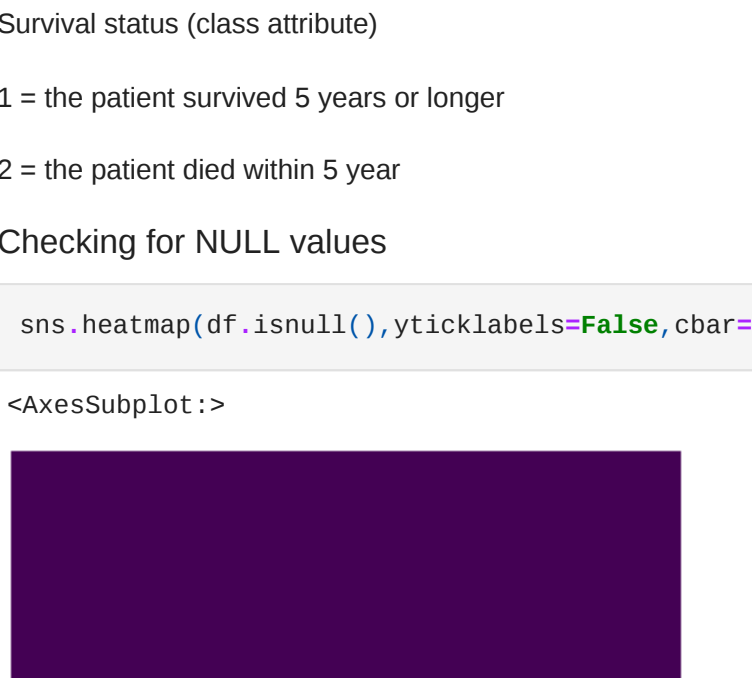 Survival status (class attribute)
1 = the patient survived 5 years or longer
2 = the patient died within 5 year
Checking for NULL values
sns.heatmap(df.isnull(),yticklabels=False,cbar=
<AxesSubplot:>